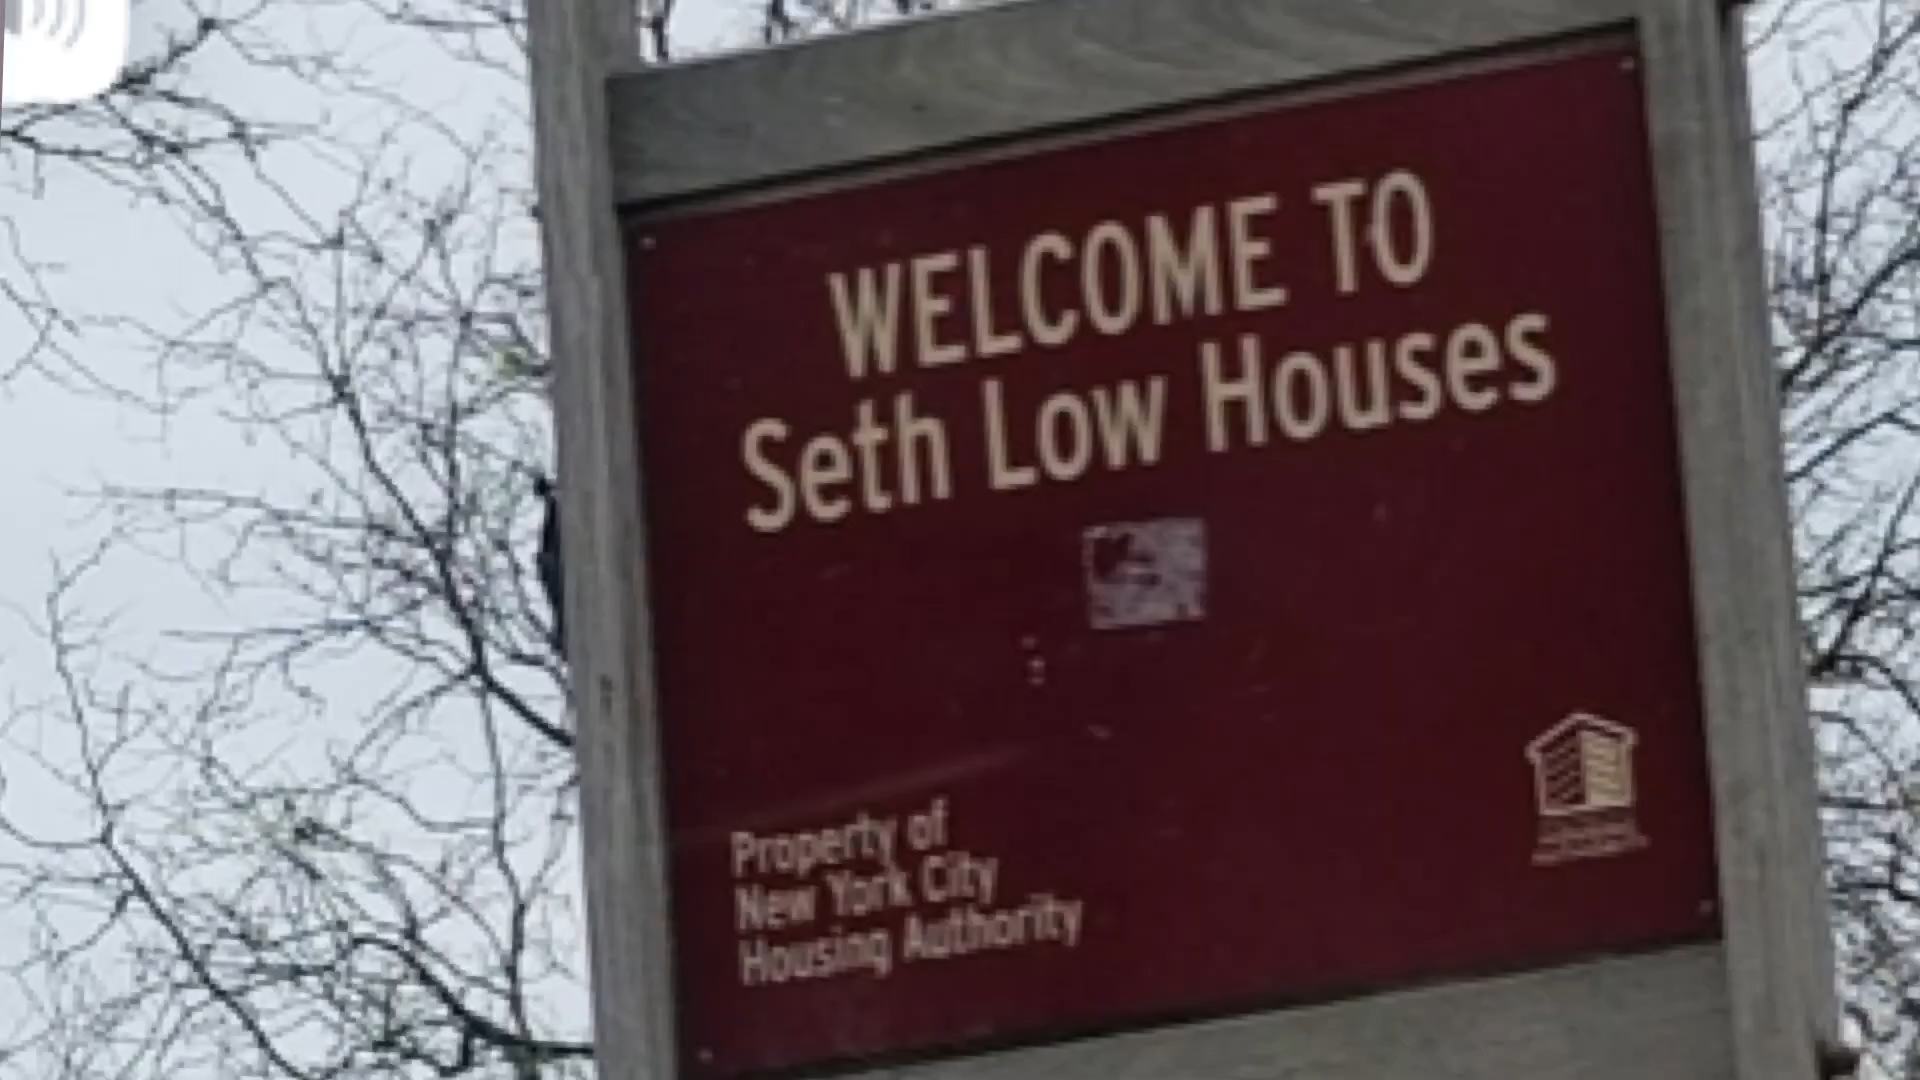 WELCOME TO
Seth Low Houses
Property of
New York City
Housing Authority